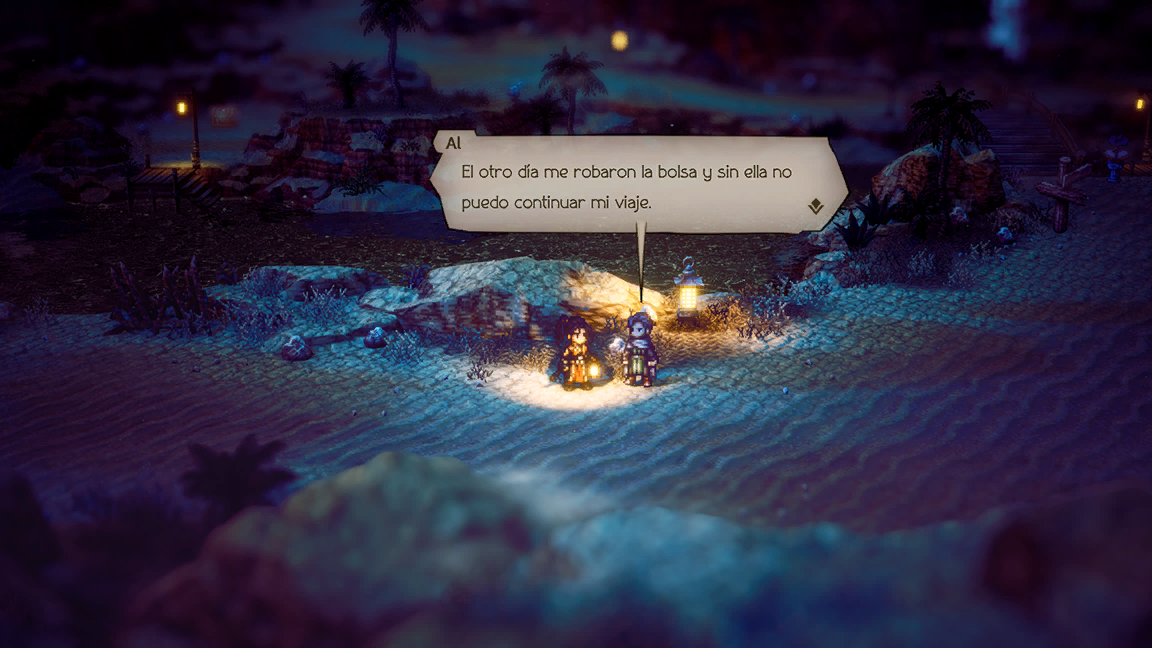 Al
El otro día me robaron la bolsa y sin ella no
puedo continuar mi viaje.